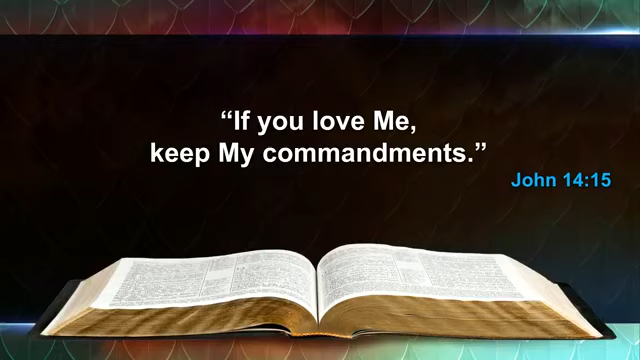 “If you love Me,
keep My commandments.”
John 14:15